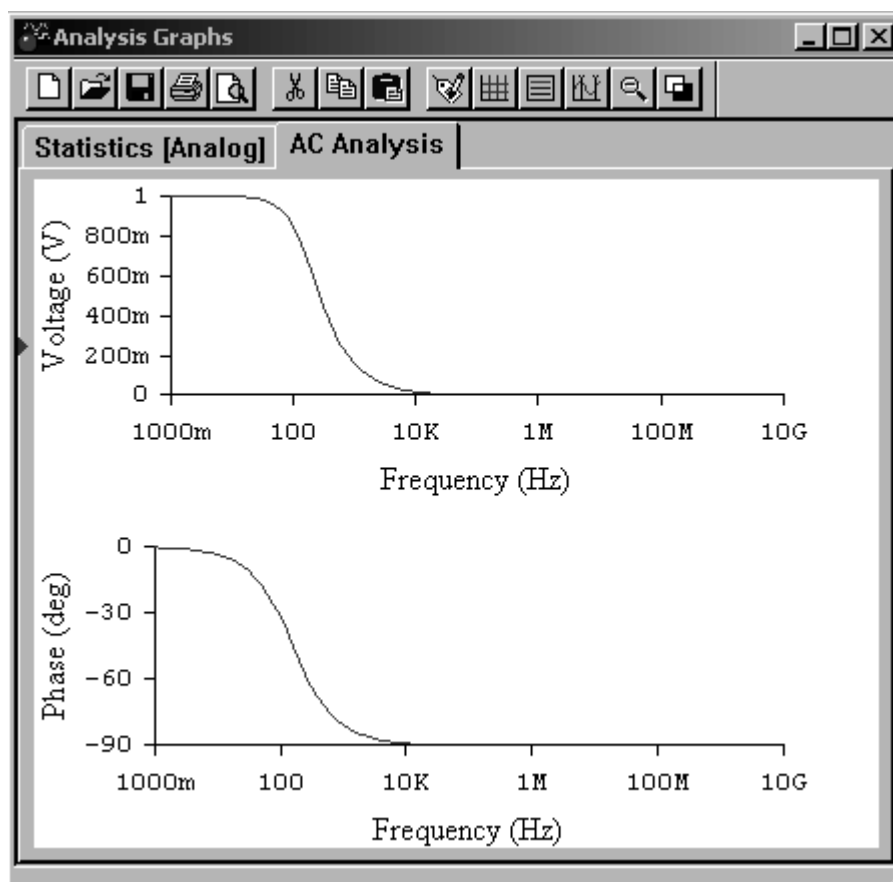 Analysis Graphs
Statistics [Analog] AC Analysis
1
800m
600m
400m
200m
0
Voltage (V)
1000m 100 10K 1M 100M 10G
Frequency (Hz)
0
-30
-60
-90
Phase (deg)
1000m 100 10K 1M 100M 10G
Frequency (Hz)